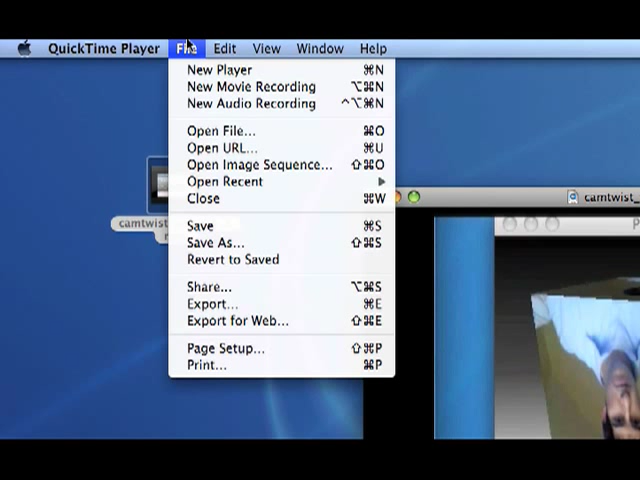 QuickTime Player File Edit View Window Help
New Player ⌘N
New Movie Recording ⌥⌘N
New Audio Recording ^⌥⌘N
Open File... ⌘O
Open URL... ⌘U
Open Image Sequence... ⇧⌘O
Open Recent
Close ⌘W
Save ⌘S
Save As... ⇧⌘S
Revert to Saved
Share... ⌥⌘S
Export... ⌘E
Export for Web... ⇧⌘E
Page Setup... ⇧⌘P
Print... ⌘P
camtwist_
camtwist